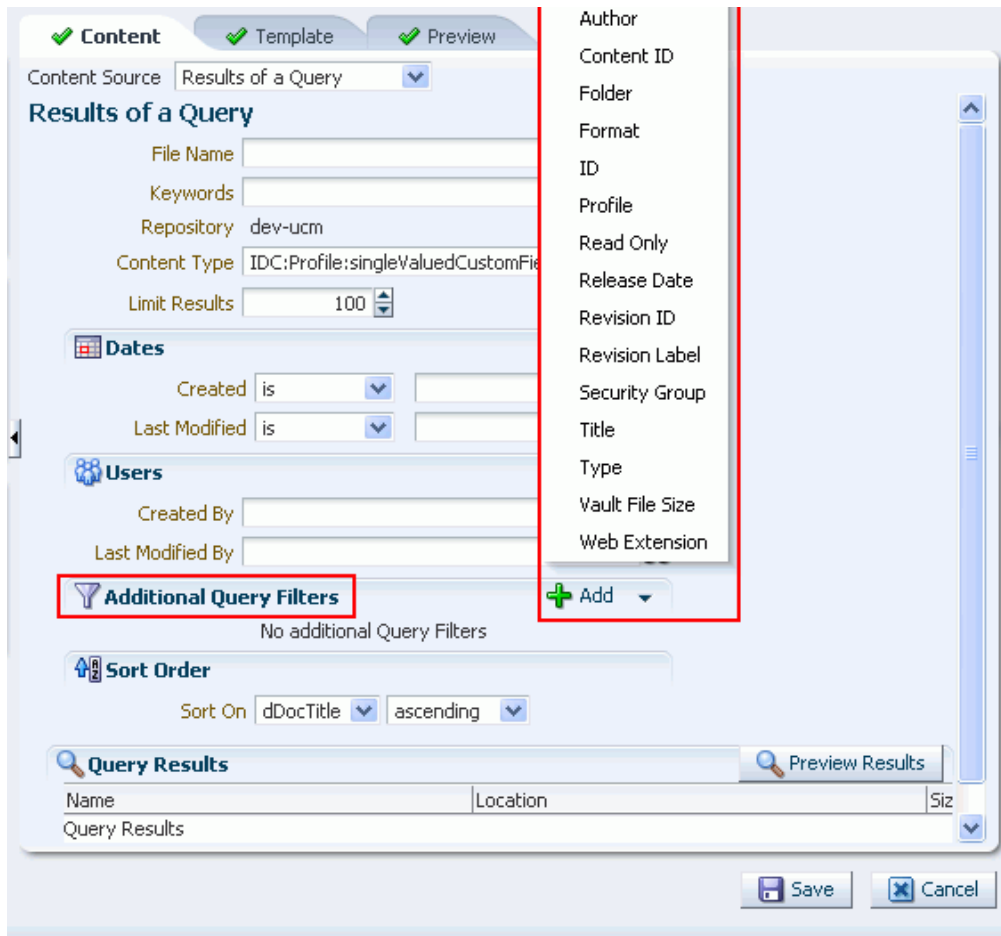 Content
Template
Preview
Content Source Results of a Query
Results of a Query
File Name
Keywords
Repository dev-ucm
Content Type IDC:Profile:singleValuedCustomFie
Limit Results 100
Dates
Created is
Last Modified is
Users
Created By
Last Modified By
Author
Content ID
Folder
Format
ID
Profile
Read Only
Release Date
Revision ID
Revision Label
Security Group
Title
Type
Vault File Size
Web Extension
Additional Query Filters
Add
No additional Query Filters
Sort Order
Sort On dDocTitle ascending
Query Results
Preview Results
Name Location Siz
Query Results
Save
Cancel